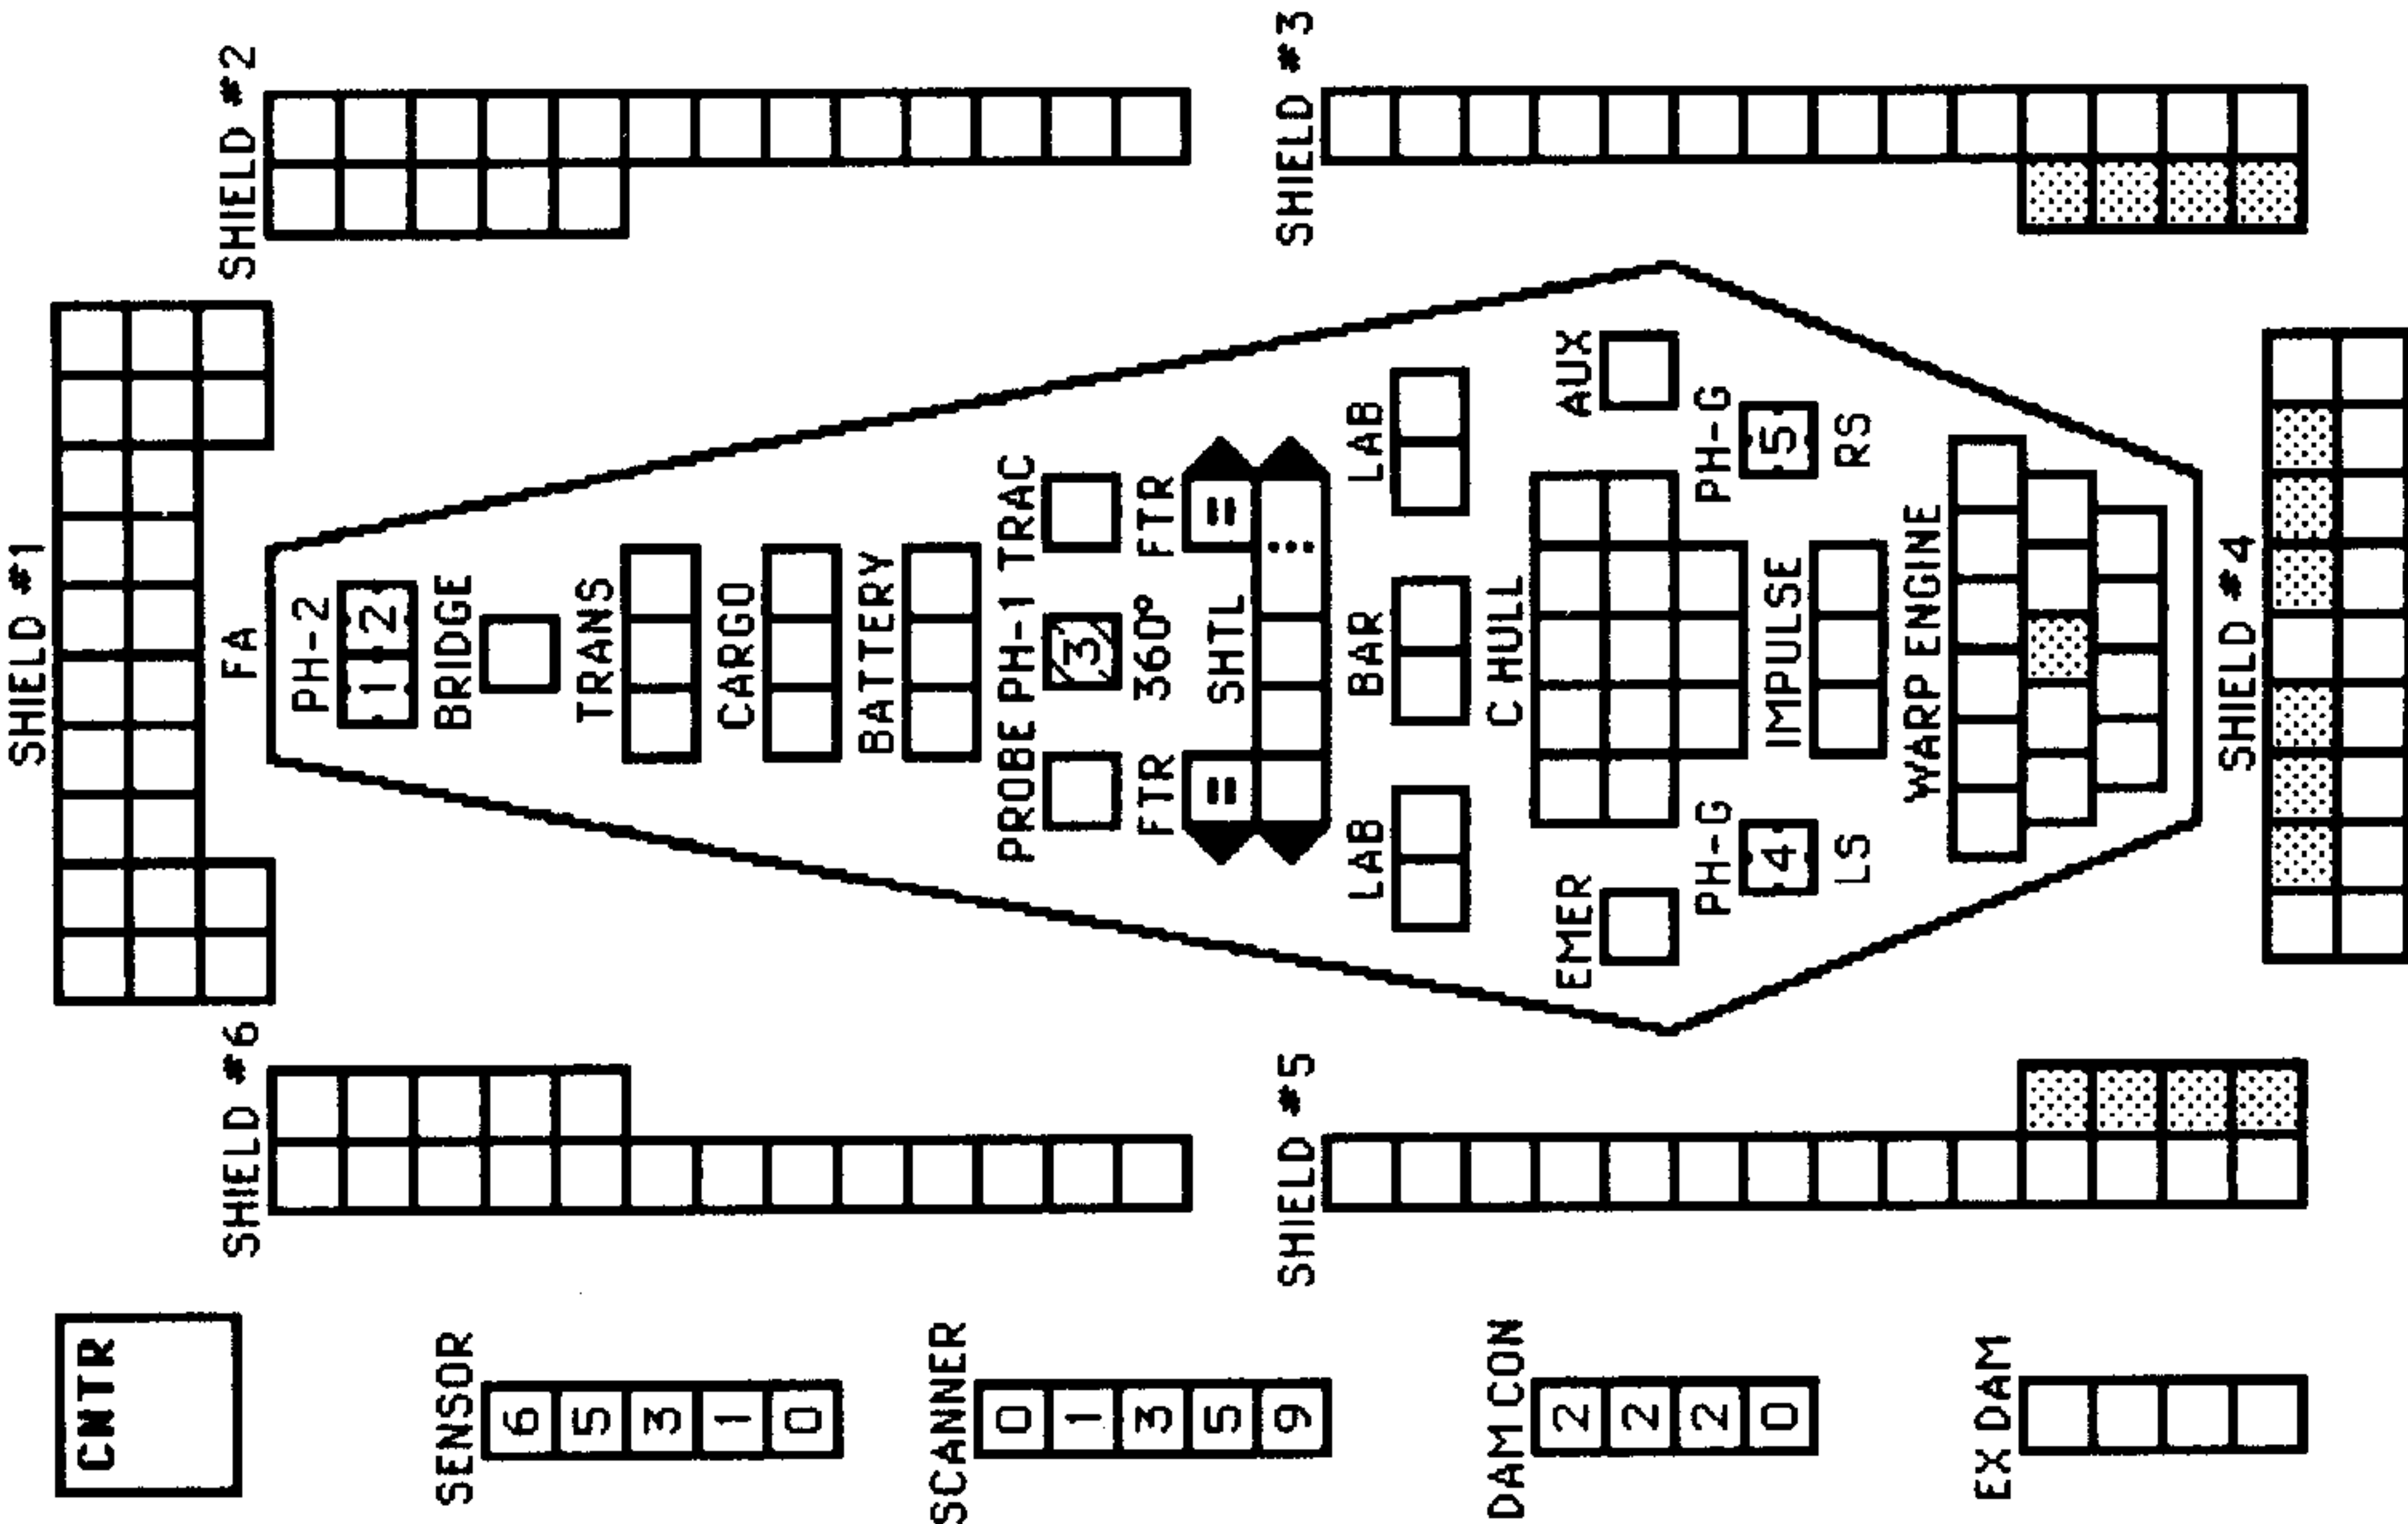 SHIELD #1
SHIELD #2
SHIELD #3
SHIELD #4
SHIELD #5
SHIELD #6
CNTR
SENSOR
6 5 3 1 0
SCANNER
0 1 3 5 9
DAM CON
2 2 2 0
EX DAM
FA
PH-2
1 2
BRIDGE
TRANS
CARGO
BATTERY
PROBE PH-1 TRAC
3
360°
FTR SHTL FTR
= =
:
LAB BAR LAB
C HULL
EMER AUX
PH-G PH-G
4 5
LS RS
IMPULSE
WARP ENGINE